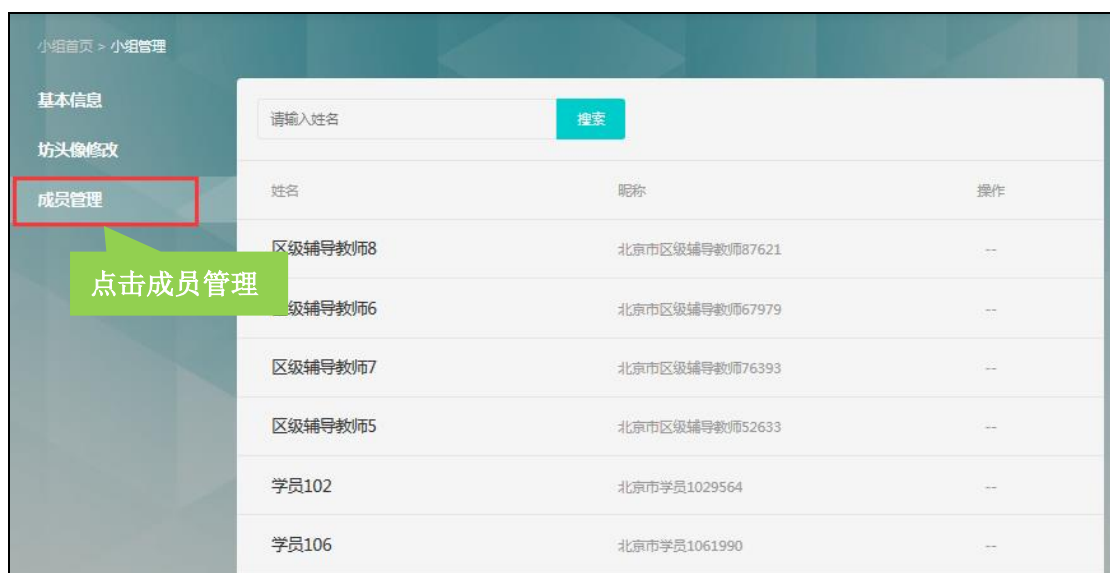 小组首页 > 小组管理
基本信息
坊头像修改
成员管理
点击成员管理
请输入姓名 搜索
姓名 昵称 操作
区级辅导教师8 北京市区级辅导教师87621 --
级辅导教师6 北京市区级辅导教师67979 --
区级辅导教师7 北京市区级辅导教师76393 --
区级辅导教师5 北京市区级辅导教师52633 --
学员102 北京市学员1029564 --
学员106 北京市学员1061990 --